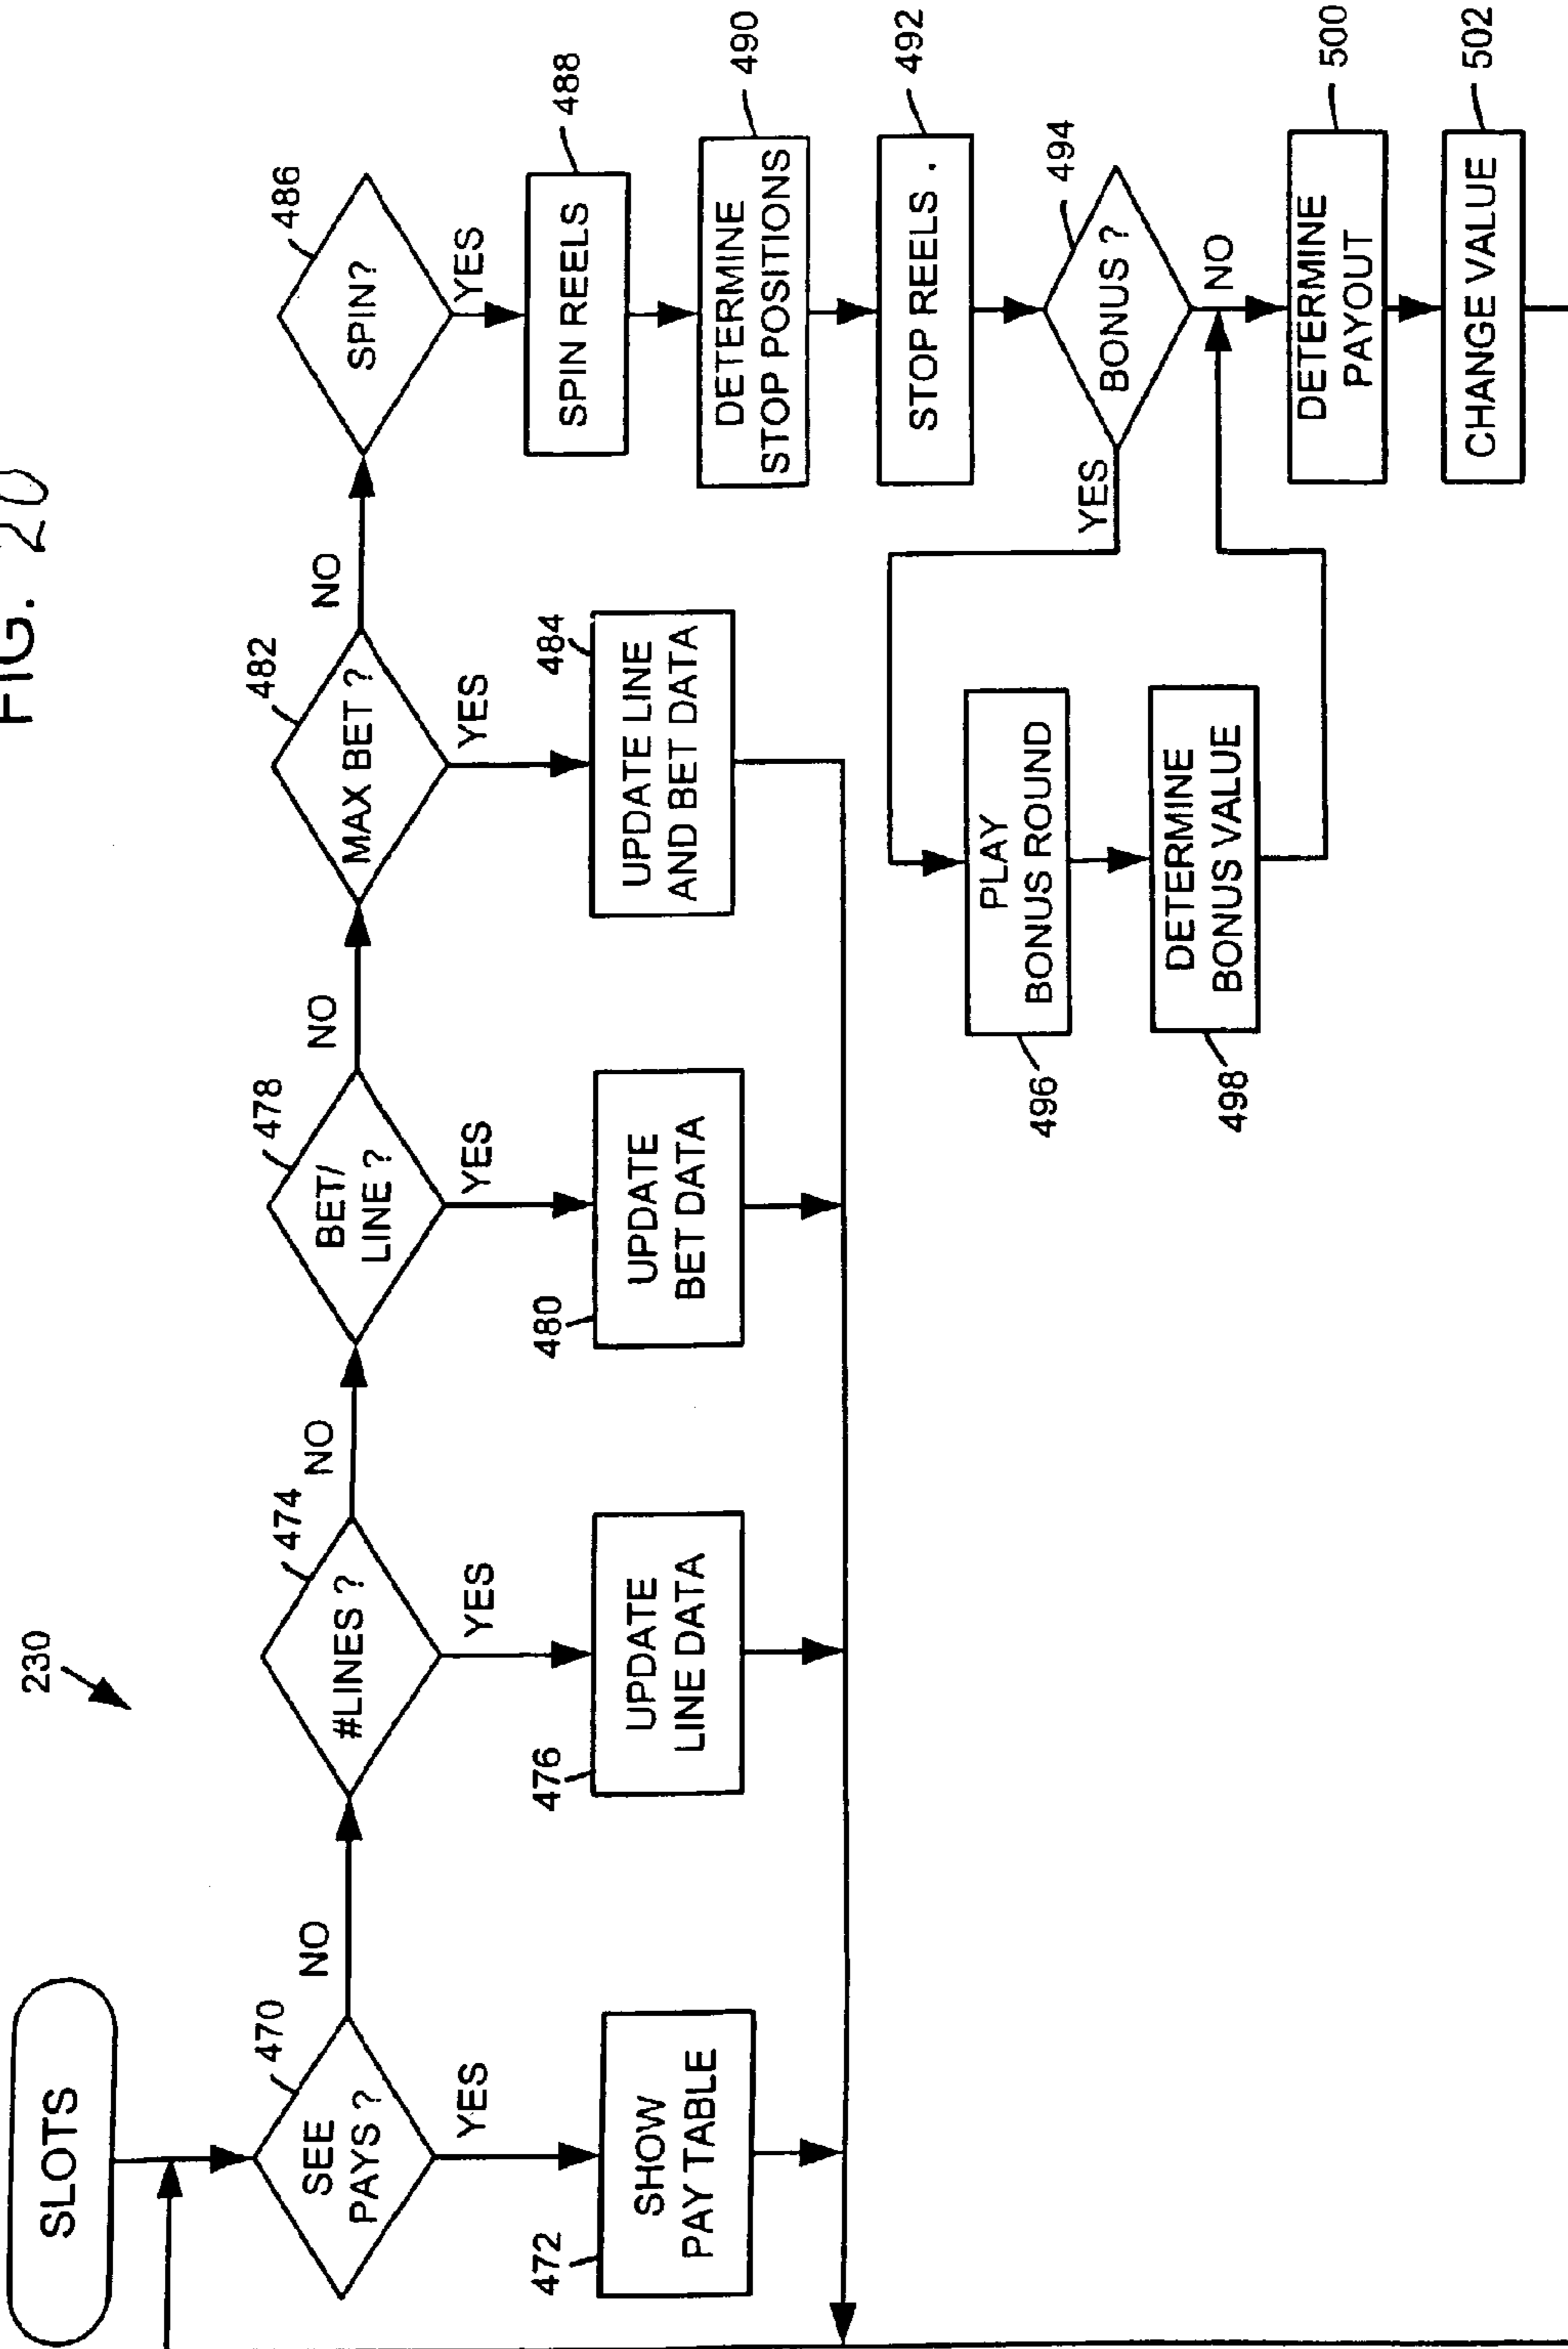 FIG. 20
230
SLOTS
470
SEE
PAYS ?
NO
YES
472
SHOW
PAY TABLE
474
#LINES ?
NO
YES
476
UPDATE
LINE DATA
478
BET/
LINE ?
NO
YES
480
UPDATE
BET DATA
482
MAX BET ?
NO
YES
484
UPDATE LINE
AND BET DATA
486
SPIN?
YES
488
SPIN REELS
490
DETERMINE
STOP POSITIONS
492
STOP REELS .
494
BONUS ?
YES
NO
496
PLAY
BONUS ROUND
498
DETERMINE
BONUS VALUE
500
DETERMINE
PAYOUT
502
CHANGE VALUE